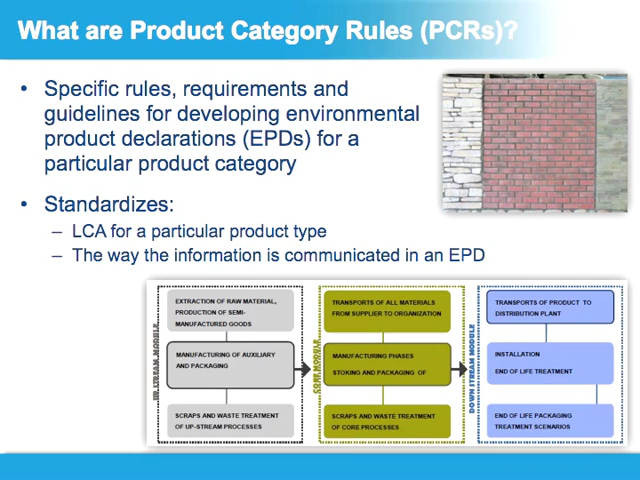 What are Product Category Rules (PCRs)?
• Specific rules, requirements and
guidelines for developing environmental
product declarations (EPDs) for a
particular product category
• Standardizes:
– LCA for a particular product type
– The way the information is communicated in an EPD
UP STREAM MODULE
EXTRACTION OF RAW MATERIAL,
PRODUCTION OF SEMI-
MANUFACTURED GOODS
MANUFACTURING OF AUXILIARY
AND PACKAGING
SCRAPS AND WASTE TREATMENT
OF UP-STREAM PROCESSES
CORE MODULE
TRANSPORTS OF ALL MATERIALS
FROM SUPPLIER TO ORGANIZATION
MANUFACTURING PHASES
STOKING AND PACKAGING OF
SCRAPS AND WASTE TREATMENT
OF CORE PROCESSES
DOWN STREAM MODULE
TRANSPORTS OF PRODUCT TO
DISTRIBUTION PLANT
INSTALLATION
END OF LIFE TREATMENT
END OF LIFE PACKAGING
TREATMENT SCENARIOS